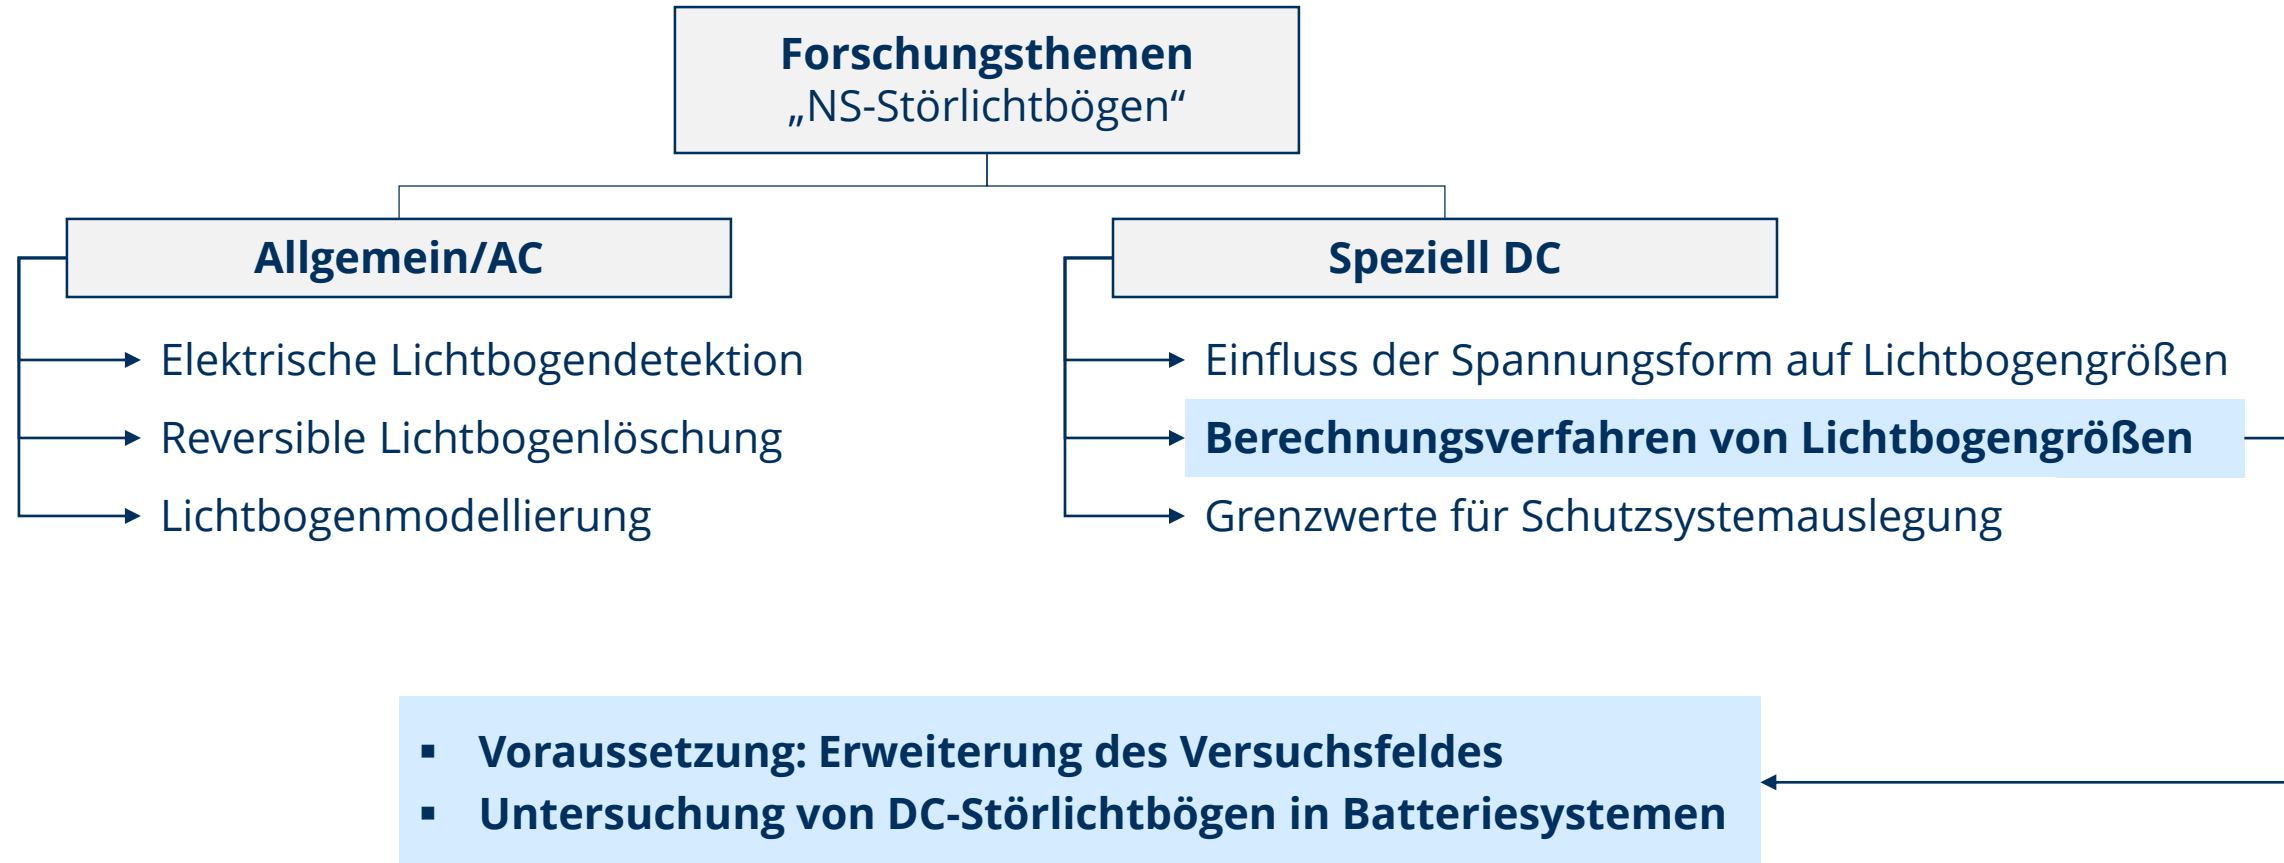 Forschungsthemen
„NS-Störlichtbögen“
Allgemein/AC
Elektrische Lichtbogendetektion
Reversible Lichtbogenlöschung
Lichtbogenmodellierung
Speziell DC
Einfluss der Spannungsform auf Lichtbogengrößen
Berechnungsverfahren von Lichtbogengrößen
Grenzwerte für Schutzsystemauslegung
▪ Voraussetzung: Erweiterung des Versuchsfeldes
▪ Untersuchung von DC-Störlichtbögen in Batteriesystemen